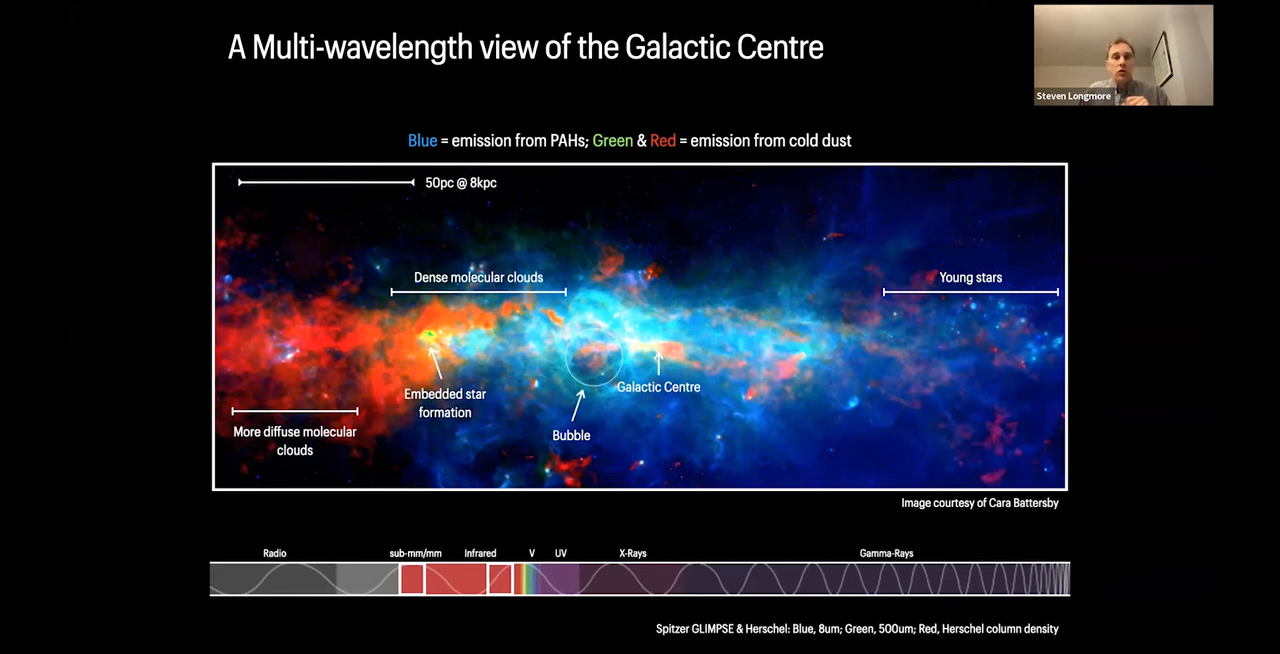 A Multi-wavelength view of the Galactic Centre
Steven Longmore
Blue = emission from PAHs; Green & Red = emission from cold dust
50pc @ 8kpc
Dense molecular clouds
Young stars
Embedded star
formation
Galactic Centre
More diffuse molecular
clouds
Bubble
Image courtesy of Cara Battersby
Radio sub-mm/mm Infrared V UV X-Rays Gamma-Rays
Spitzer GLIMPSE & Herschel: Blue, 8um; Green, 500um; Red, Herschel column density